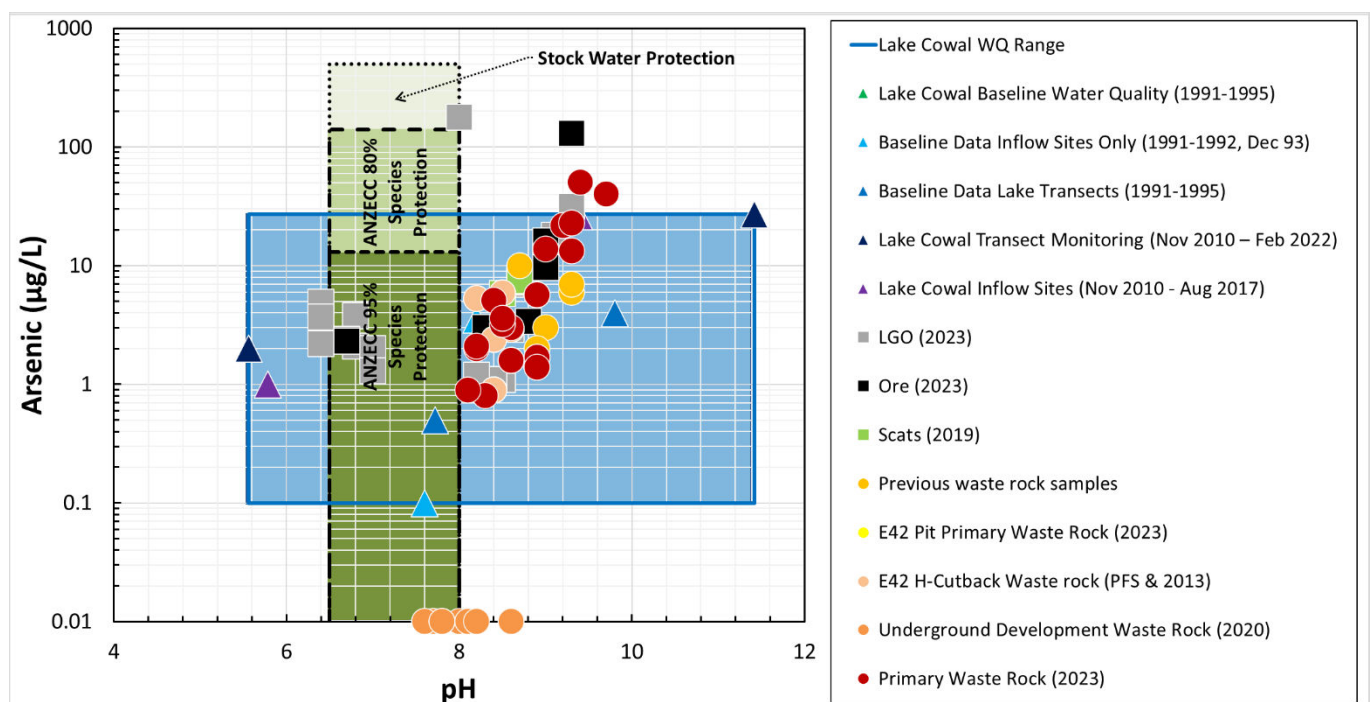 1000
100
10
1
0.1
0.01
Arsenic (µg/L)
4
6
8
10
12
pH
Stock Water Protection
ANZECC 80%
Species
Protection
ANZECC 95%
Species
Protection
Lake Cowal WQ Range
Lake Cowal Baseline Water Quality (1991-1995)
Baseline Data Inflow Sites Only (1991-1992, Dec 93)
Baseline Data Lake Transects (1991-1995)
Lake Cowal Transect Monitoring (Nov 2010 – Feb 2022)
Lake Cowal Inflow Sites (Nov 2010 - Aug 2017)
LGO (2023)
Ore (2023)
Scats (2019)
Previous waste rock samples
E42 Pit Primary Waste Rock (2023)
E42 H-Cutback Waste rock (PFS & 2013)
Underground Development Waste Rock (2020)
Primary Waste Rock (2023)